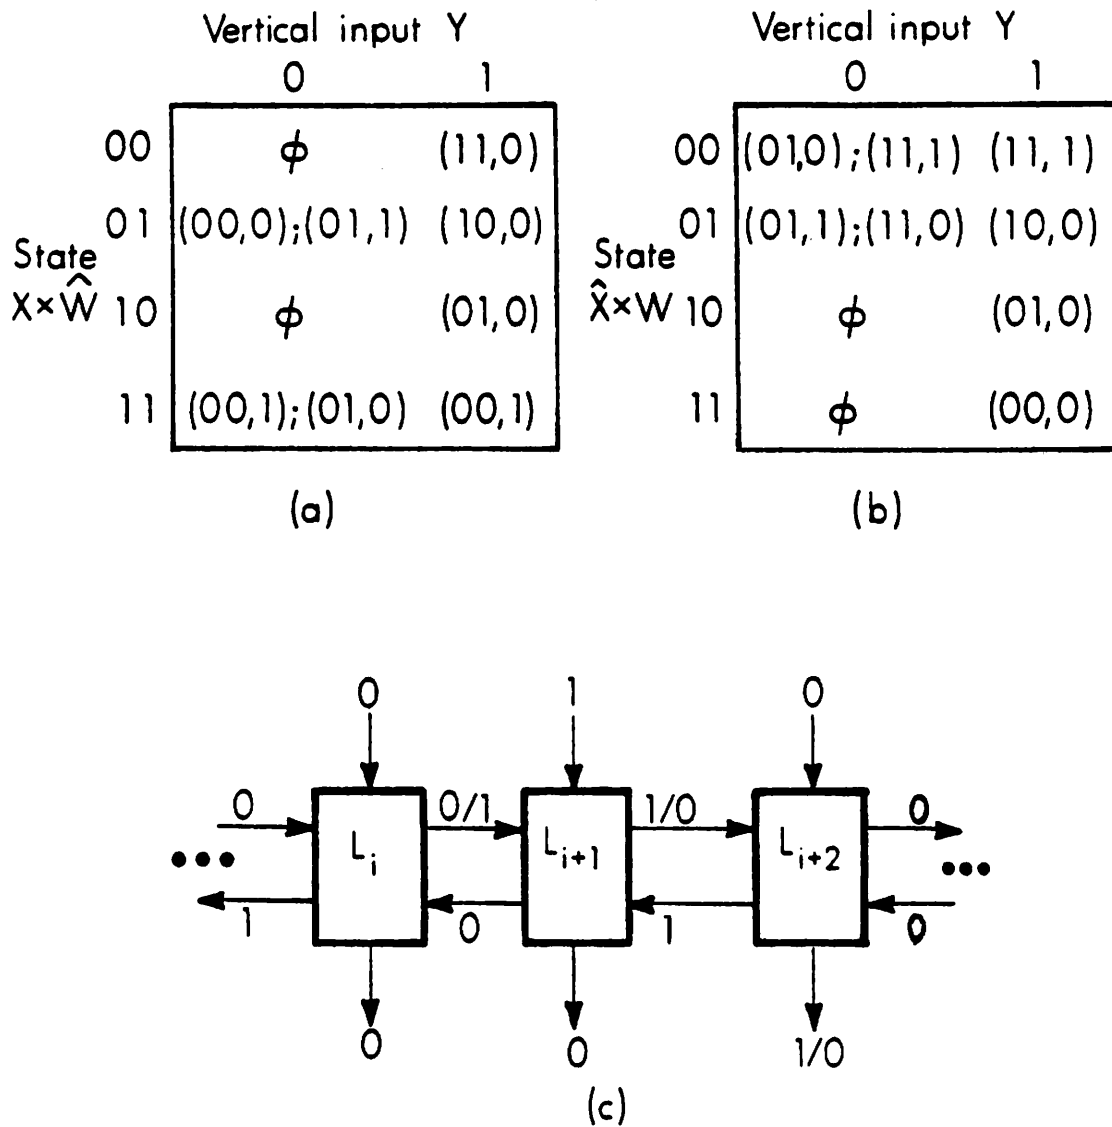 Vertical input Y
0 1
00 ϕ (11,0)
01 (00,0);(01,1) (10,0)
State
X×Ŵ 10 ϕ (01,0)
11 (00,1);(01,0) (00,1)
(a)
Vertical input Y
0 1
00 (01,0);(11,1) (11,1)
01 (01,1);(11,0) (10,0)
State
X̂×W 10 ϕ (01,0)
11 ϕ (00,0)
(b)
0 1 0
0 0/1 1/0 0
L_i L_{i+1} L_{i+2}
1 0 1 0
0 0 1/0
(c)